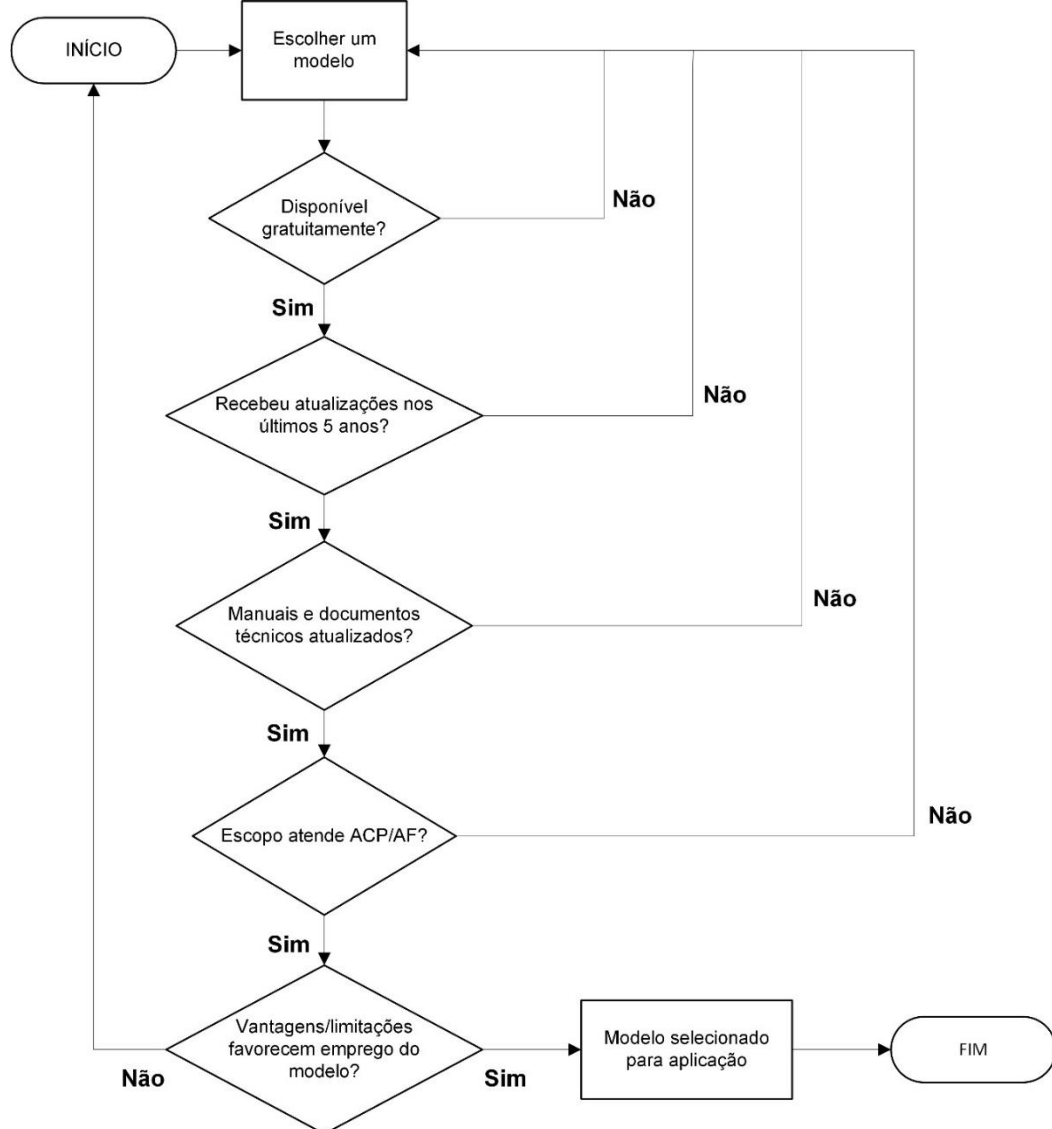 INÍCIO
Escolher um
modelo
Disponível
gratuitamente?
Não
Sim
Recebeu atualizações nos
últimos 5 anos?
Não
Sim
Manuais e documentos
técnicos atualizados?
Não
Sim
Escopo atende ACP/AF?
Não
Sim
Vantagens/limitações
favorecem emprego do
modelo?
Não
Sim
Modelo selecionado
para aplicação
FIM